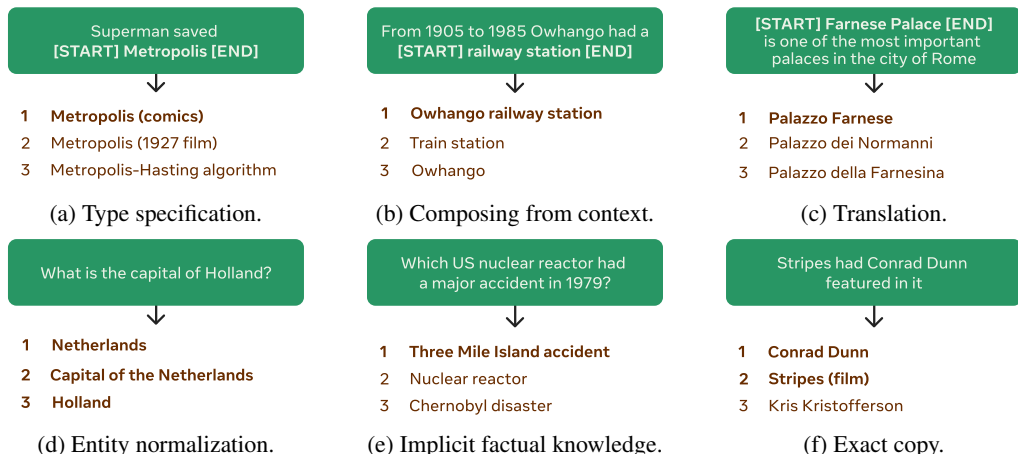 Superman saved
[START] Metropolis [END]
1 Metropolis (comics)
2 Metropolis (1927 film)
3 Metropolis-Hasting algorithm
(a) Type specification.
From 1905 to 1985 Owhango had a
[START] railway station [END]
1 Owhango railway station
2 Train station
3 Owhango
(b) Composing from context.
[START] Farnese Palace [END]
is one of the most important
palaces in the city of Rome
1 Palazzo Farnese
2 Palazzo dei Normanni
3 Palazzo della Farnesina
(c) Translation.
What is the capital of Holland?
1 Netherlands
2 Capital of the Netherlands
3 Holland
(d) Entity normalization.
Which US nuclear reactor had
a major accident in 1979?
1 Three Mile Island accident
2 Nuclear reactor
3 Chernobyl disaster
(e) Implicit factual knowledge.
Stripes had Conrad Dunn
featured in it
1 Conrad Dunn
2 Stripes (film)
3 Kris Kristofferson
(f) Exact copy.